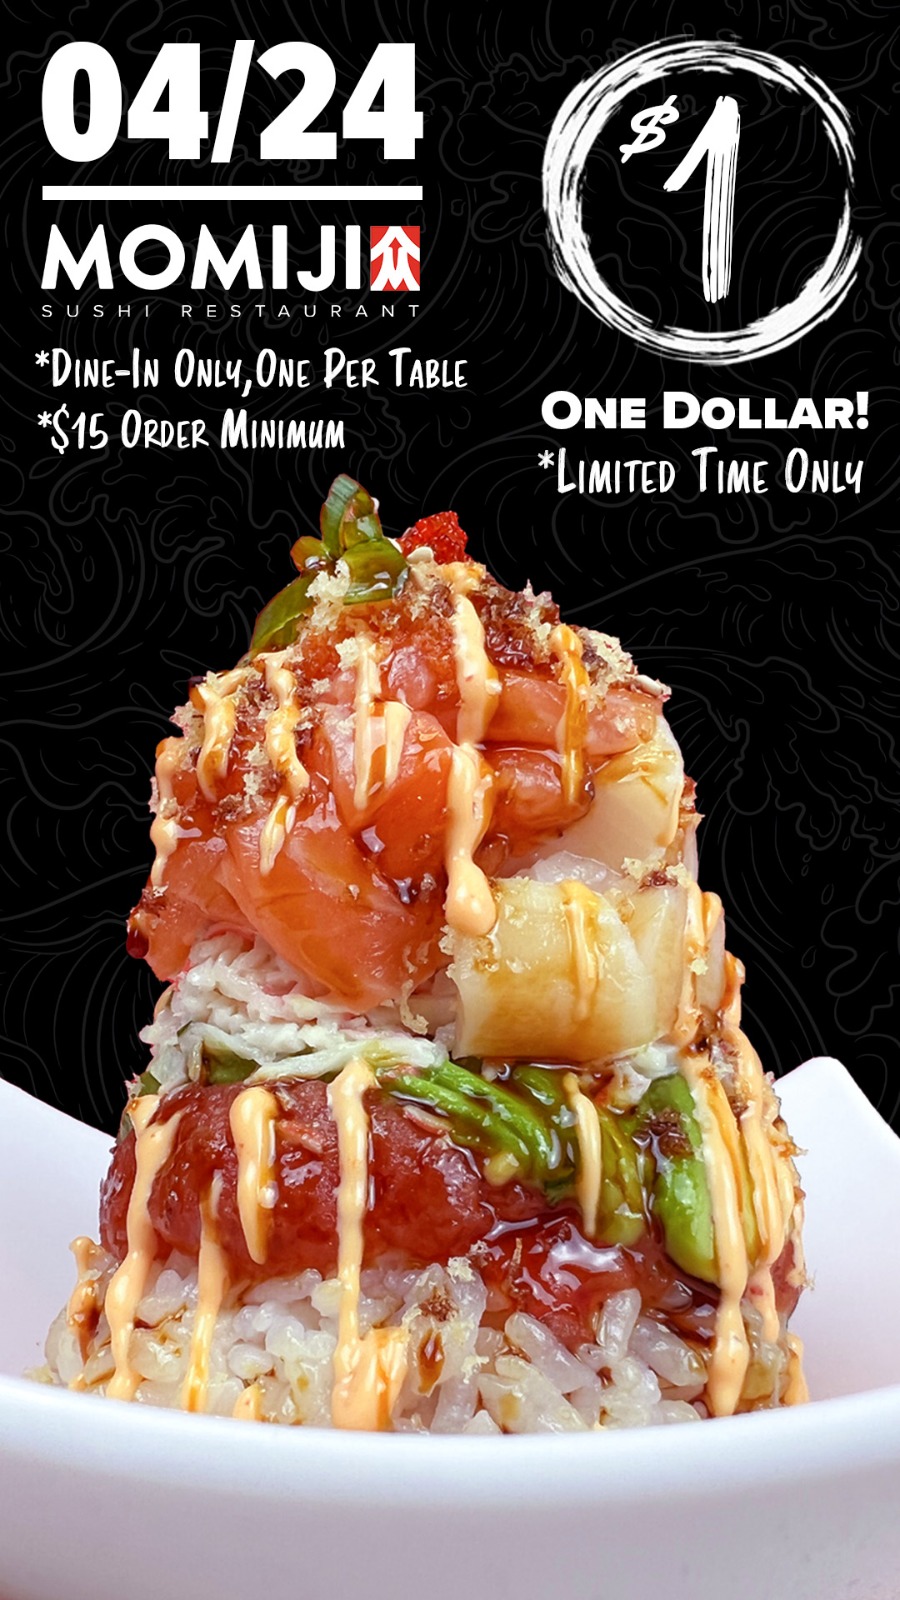 04/24
MOMIJI
SUSHI RESTAURANT
*Dine-In Only,One Per Table
*$15 Order Minimum
$1
One Dollar!
*Limited Time Only